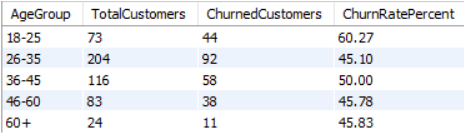 AgeGroup TotalCustomers ChurnedCustomers ChurnRatePercent
18-25 73 44 60.27
26-35 204 92 45.10
36-45 116 58 50.00
46-60 83 38 45.78
60+ 24 11 45.83